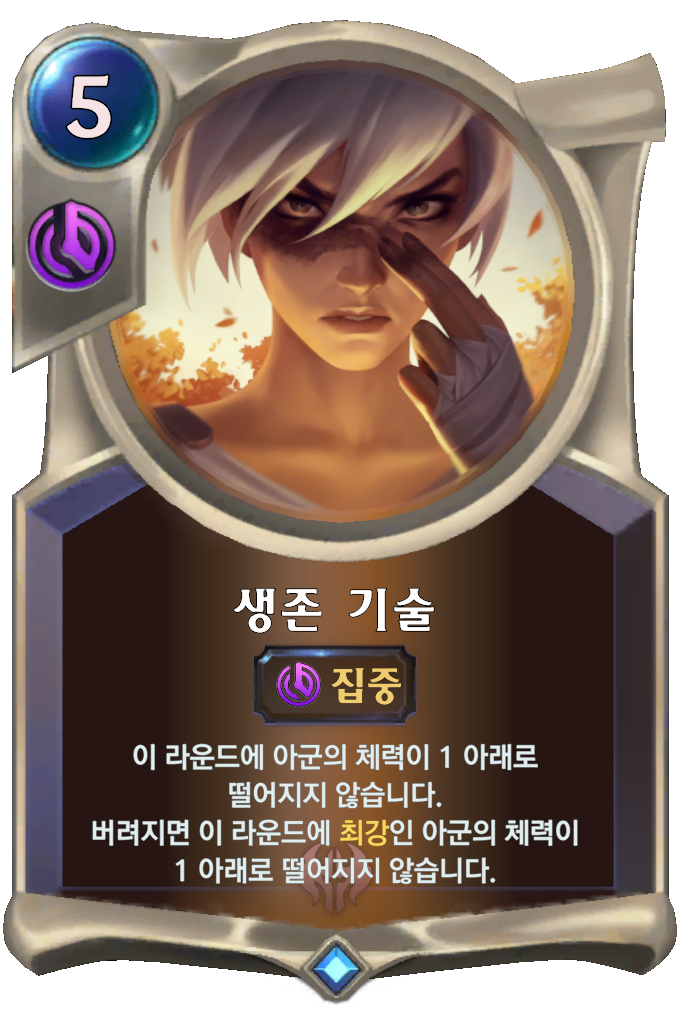 5
생존 기술
집중
이 라운드에 아군의 체력이 1 아래로
떨어지지 않습니다.
버려지면 이 라운드에 최강인 아군의 체력이
1 아래로 떨어지지 않습니다.